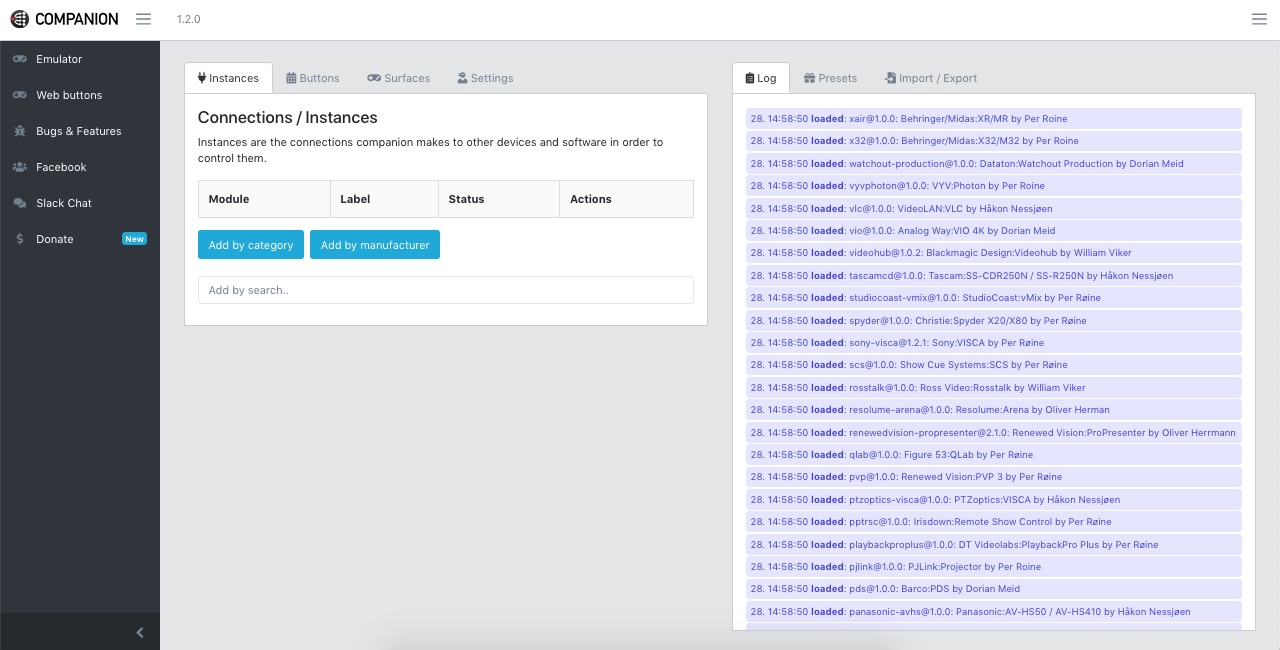 COMPANION
1.2.0
Emulator
Web buttons
Bugs & Features
Facebook
Slack Chat
Donate New
Instances Buttons Surfaces Settings
Connections / Instances
Instances are the connections companion makes to other devices and software in order to
control them.
Module Label Status Actions
Add by category Add by manufacturer
Add by search..
Log Presets Import / Export
28. 14:58:50 loaded: xair@1.0.0: Behringer/Midas:XR/MR by Per Roine
28. 14:58:50 loaded: x32@1.0.0: Behringer/Midas:X32/M32 by Per Roine
28. 14:58:50 loaded: watchout-production@1.0.0: Dataton:Watchout Production by Dorian Meid
28. 14:58:50 loaded: vyvphoton@1.0.0: VYV:Photon by Per Roine
28. 14:58:50 loaded: vlc@1.0.0: VideoLAN:VLC by Håkon Nessjøen
28. 14:58:50 loaded: vio@1.0.0: Analog Way:VIO 4K by Dorian Meid
28. 14:58:50 loaded: videohub@1.0.2: Blackmagic Design:Videohub by William Viker
28. 14:58:50 loaded: tascamcd@1.0.0: Tascam:SS-CDR250N / SS-R250N by Håkon Nessjøen
28. 14:58:50 loaded: studiocoast-vmix@1.0.0: StudioCoast:vMix by Per Røine
28. 14:58:50 loaded: spyder@1.0.0: Christie:Spyder X20/X80 by Per Røine
28. 14:58:50 loaded: sony-visca@1.2.1: Sony:VISCA by Per Røine
28. 14:58:50 loaded: scs@1.0.0: Show Cue Systems:SCS by Per Røine
28. 14:58:50 loaded: rosstalk@1.0.0: Ross Video:Rosstalk by William Viker
28. 14:58:50 loaded: resolume-arena@1.0.0: Resolume:Arena by Oliver Herman
28. 14:58:50 loaded: renewedvision-propresenter@2.1.0: Renewed Vision:ProPresenter by Oliver Herrmann
28. 14:58:50 loaded: qlab@1.0.0: Figure 53:QLab by Per Røine
28. 14:58:50 loaded: pvp@1.0.0: Renewed Vision:PVP 3 by Per Røine
28. 14:58:50 loaded: ptzoptics-visca@1.0.0: PTZoptics:VISCA by Håkon Nessjøen
28. 14:58:50 loaded: pptrsc@1.0.0: Irisdown:Remote Show Control by Per Røine
28. 14:58:50 loaded: playbackproplus@1.0.0: DT Videolabs:PlaybackPro Plus by Per Røine
28. 14:58:50 loaded: pjlink@1.0.0: PJLink:Projector by Per Roine
28. 14:58:50 loaded: pds@1.0.0: Barco:PDS by Dorian Meid
28. 14:58:50 loaded: panasonic-avhs@1.0.0: Panasonic:AV-HS50 / AV-HS410 by Håkon Nessjøen